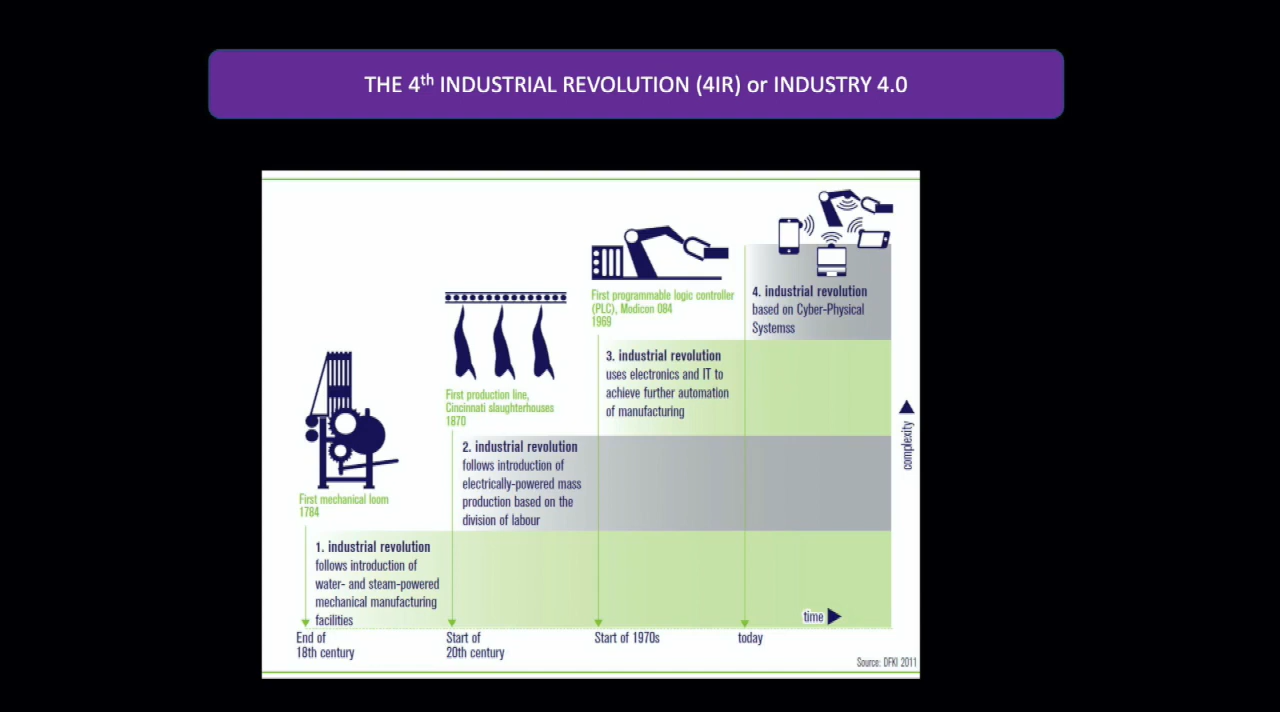 THE 4th INDUSTRIAL REVOLUTION (4IR) or INDUSTRY 4.0
First mechanical loom
1784
1. industrial revolution
follows introduction of
water- and steam-powered
mechanical manufacturing
facilities
End of
18th century
First production line,
Cincinnati slaughterhouses
1870
2. industrial revolution
follows introduction of
electrically-powered mass
production based on the
division of labour
Start of
20th century
First programmable logic controller
(PLC), Modicon 084
1969
3. industrial revolution
uses electronics and IT to
achieve further automation
of manufacturing
Start of 1970s
4. industrial revolution
based on Cyber-Physical
Systemss
today
time
complexity
Source: DFKI 2011